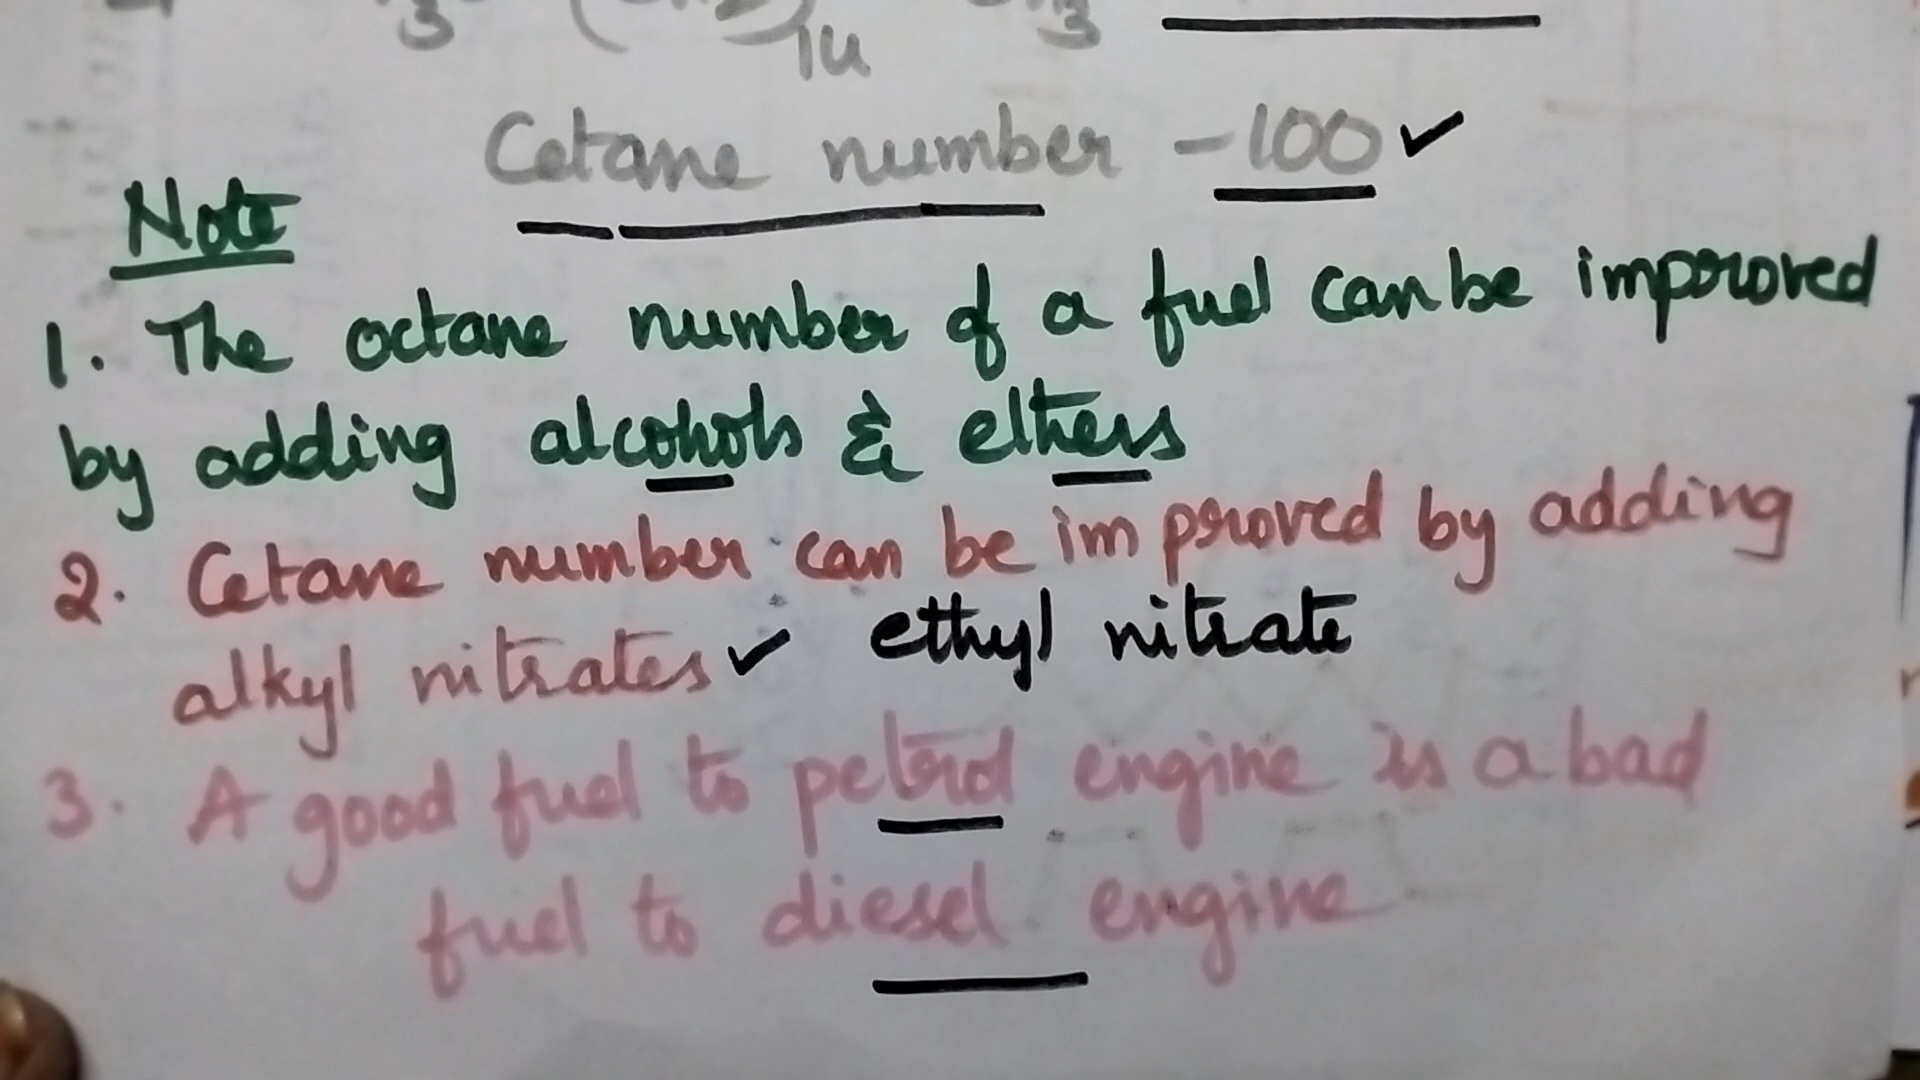 14
Cetane number - 100 ✓
Note
1. The octane number of a fuel can be improved
by adding alcohols & ethers
2. Cetane number can be improved by adding
alkyl nitrates ✓ ethyl nitrate
3. A good fuel to petrol engine is a bad
fuel to diesel engine